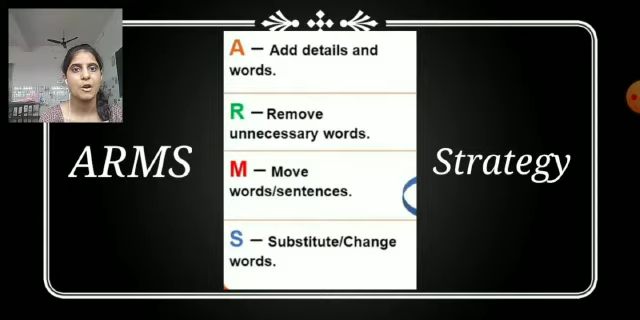 ARMS
A – Add details and
words.
R – Remove
unnecessary words.
M – Move
words/sentences.
S – Substitute/Change
words.
Strategy